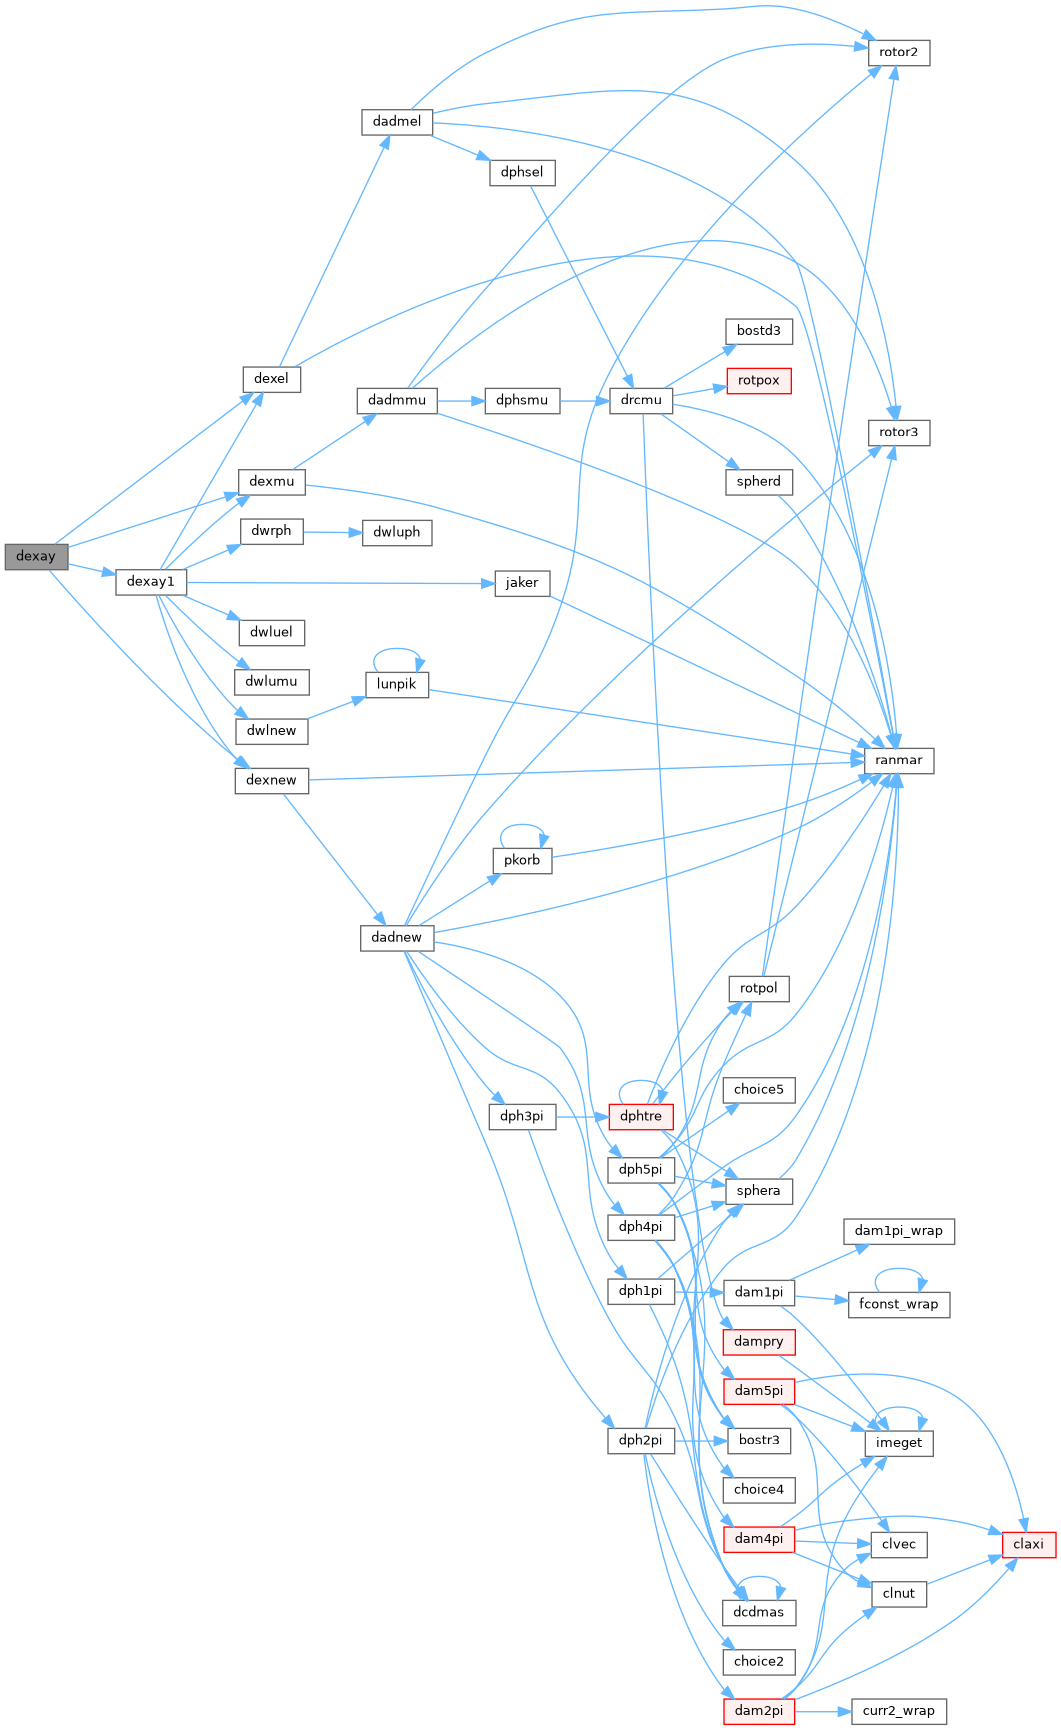 rotor2
dadmel
dphsel
bostd3
dexel
rotpox
dadmmu
dphsmu
drcmu
rotor3
dexmu
spherd
dwrph
dwluph
dexay
dexay1
jaker
dwluel
dwlumu
lunpik
dwlnew
ranmar
dexnew
pkorb
dadnew
rotpol
choice5
dph3pi
dphtre
dph5pi
sphera
dph4pi
dam1pi_wrap
dph1pi
dam1pi
fconst_wrap
dampry
dam5pi
dph2pi
bostr3
imeget
choice4
dam4pi
clvec
claxi
clnut
dcdmas
choice2
dam2pi
curr2_wrap